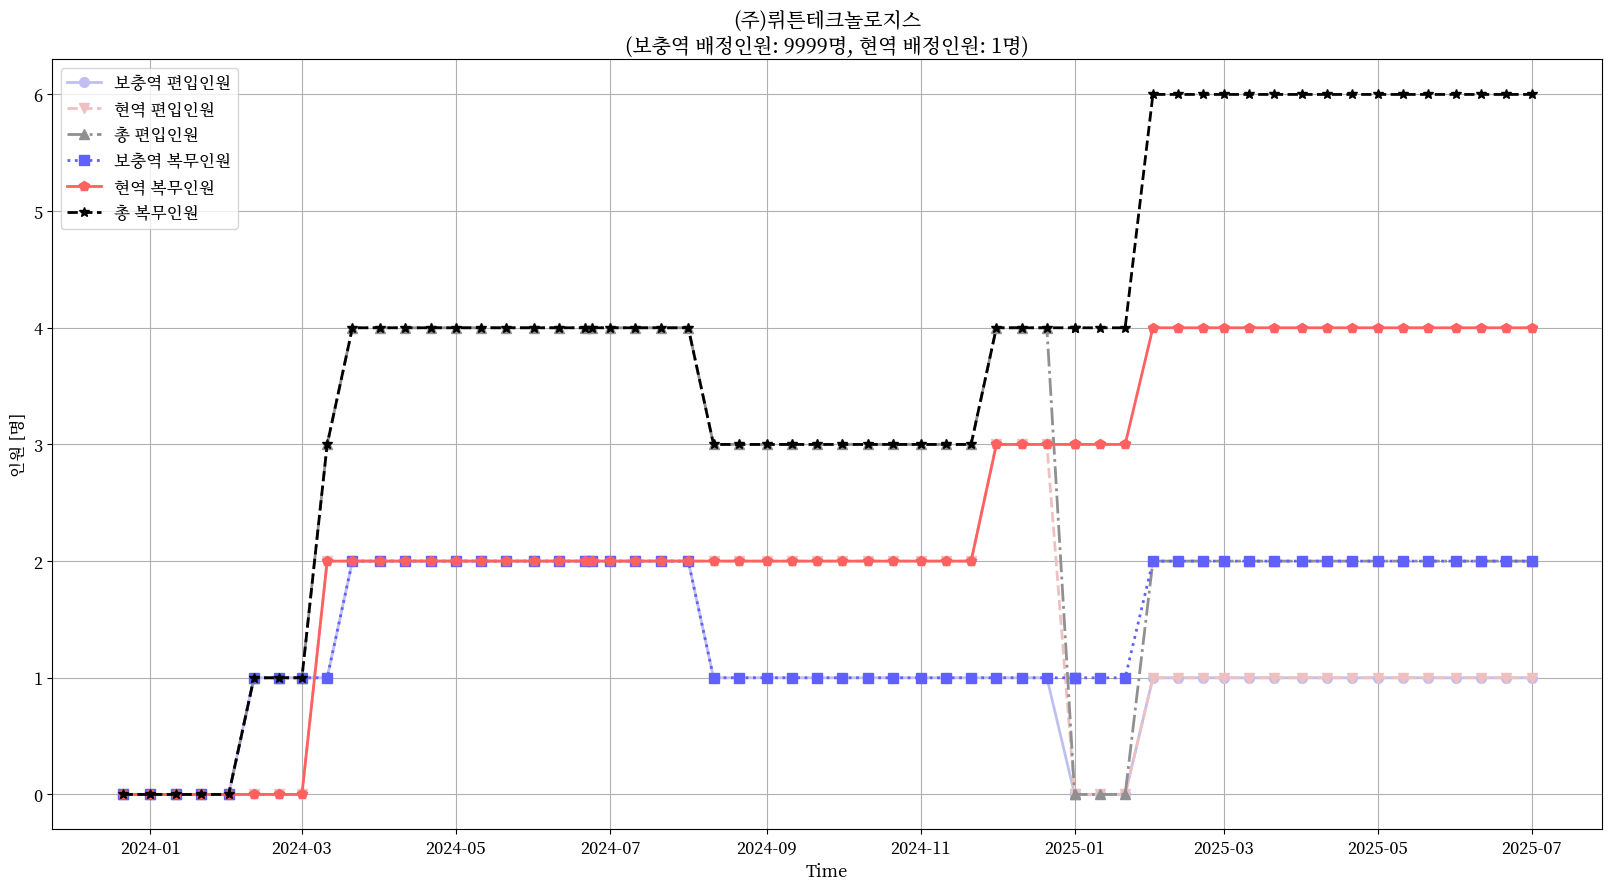 (주)뤼튼테크놀로지스
(보충역 배정인원: 9999명, 현역 배정인원: 1명)
보충역 편입인원
현역 편입인원
총 편입인원
보충역 복무인원
현역 복무인원
총 복무인원
인원 [명]
6
5
4
3
2
1
0
2024-01
2024-03
2024-05
2024-07
2024-09
2024-11
2025-01
2025-03
2025-05
2025-07
Time